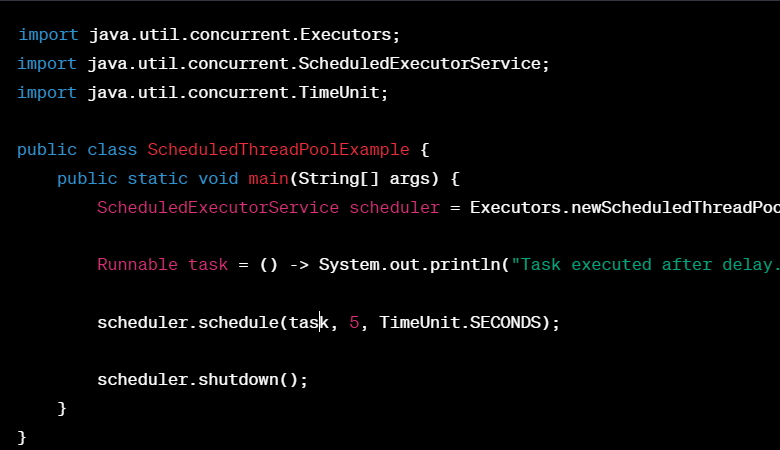 import java.util.concurrent.Executors;
import java.util.concurrent.ScheduledExecutorService;
import java.util.concurrent.TimeUnit;
public class ScheduledThreadPoolExample {
public static void main(String[] args) {
ScheduledExecutorService scheduler = Executors.newScheduledThreadPoo
Runnable task = () -> System.out.println("Task executed after delay.
scheduler.schedule(task, 5, TimeUnit.SECONDS);
scheduler.shutdown();
}
}